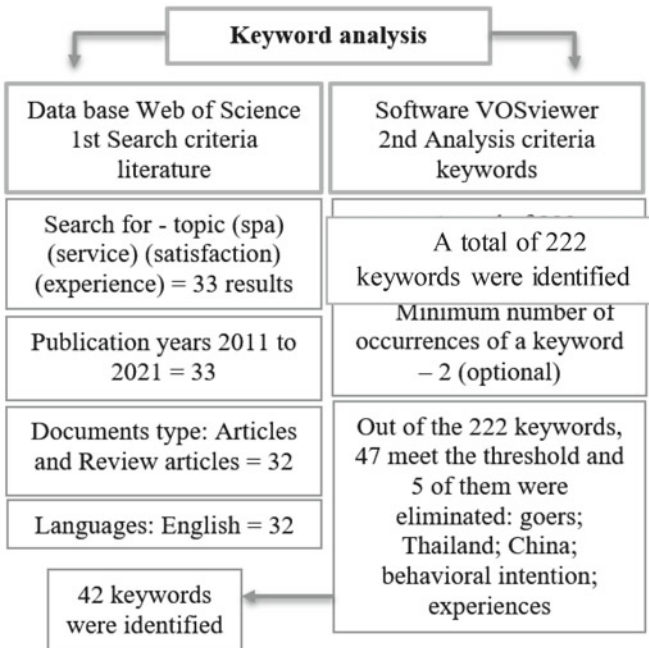 Keyword analysis
Data base Web of Science
1st Search criteria
literature
Search for - topic (spa)
(service) (satisfaction)
(experience) = 33 results
Publication years 2011 to
2021 = 33
Documents type: Articles
and Review articles = 32
Languages: English = 32
Software VOSviewer
2nd Analysis criteria
keywords
A total of 222
keywords were identified
Minimum number of
occurrences of a keyword
– 2 (optional)
Out of the 222 keywords,
47 meet the threshold and
5 of them were
eliminated: goers;
Thailand; China;
behavioral intention;
experiences
42 keywords
were identified